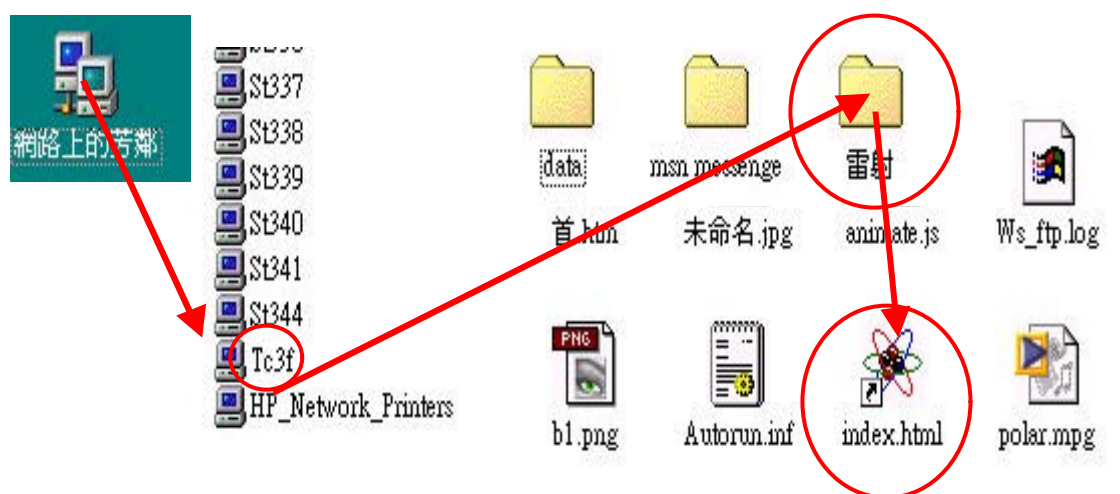 網路上的芳鄰
St337
St338
St339
St340
St341
St344
Tc3f
HP_Network_Printers
data
msn messenge
雷射
首.htm
未命名.jpg
animate.js
Ws_ftp.log
PNG
b1.png
Autorun.inf
index.html
polar.mpg